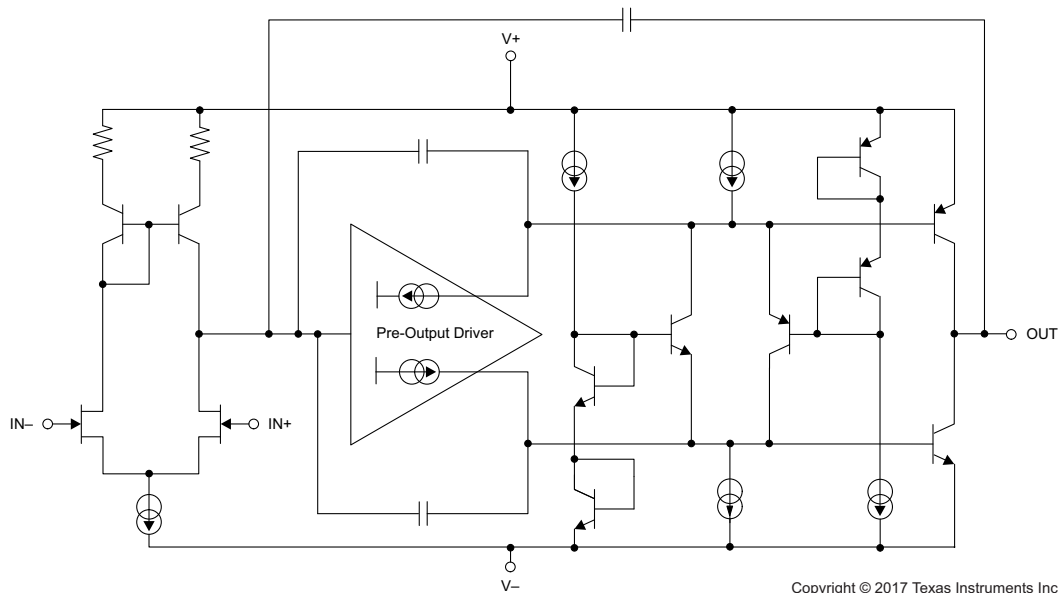 V+
Pre-Output Driver
OUT
IN–
IN+
V–
Copyright © 2017 Texas Instruments Inc